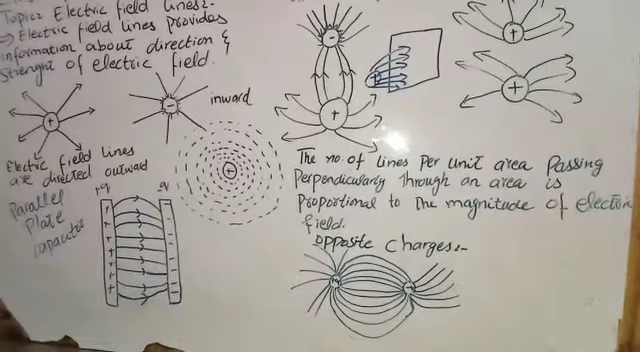 Topic: Electric field lines:-
→ Electric field lines provides
information about direction &
Strenght of electric field.
inward
Electric field lines
are directed outward
Parallel
Plate
Capacitor
+q
-q
The no. of lines per unit area passing
Perpendicularly through an area is
Proportional to the magnitude of electric
field.
opposite charges:-